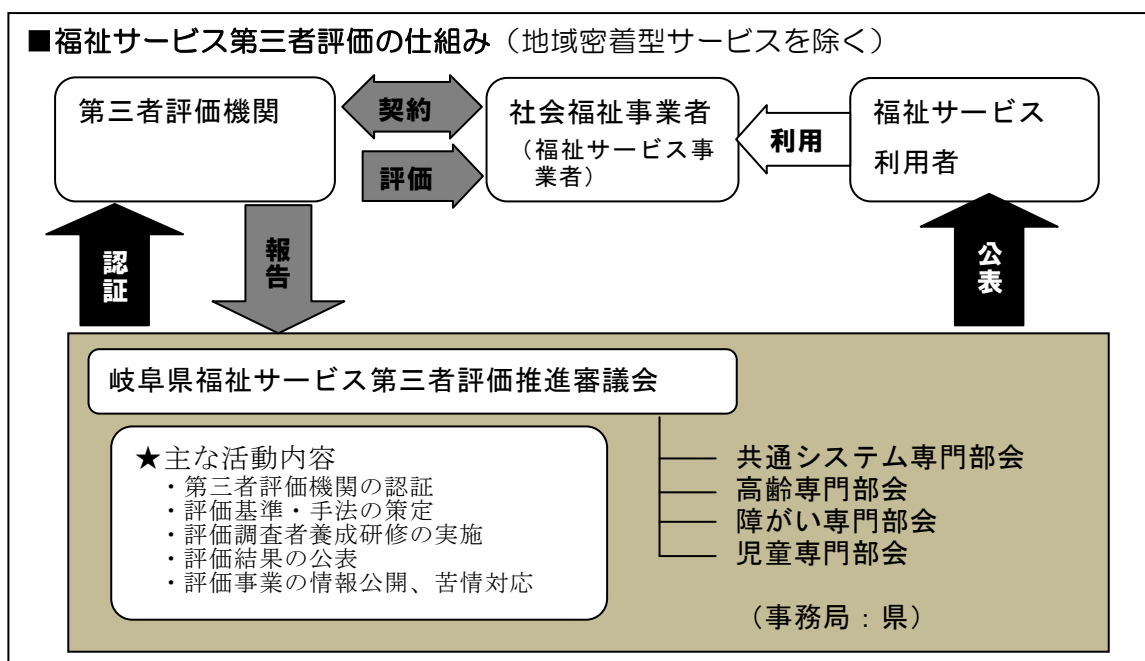 ■福祉サービス第三者評価の仕組み（地域密着型サービスを除く）
第三者評価機関
契約
評価
社会福祉事業者
（福祉サービス事
業者）
利用
福祉サービス
利用者
認証
報告
公表
岐阜県福祉サービス第三者評価推進審議会
★主な活動内容
・第三者評価機関の認証
・評価基準・手法の策定
・評価調査者養成研修の実施
・評価結果の公表
・評価事業の情報公開、苦情対応
共通システム専門部会
高齢専門部会
障がい専門部会
児童専門部会
（事務局：県）